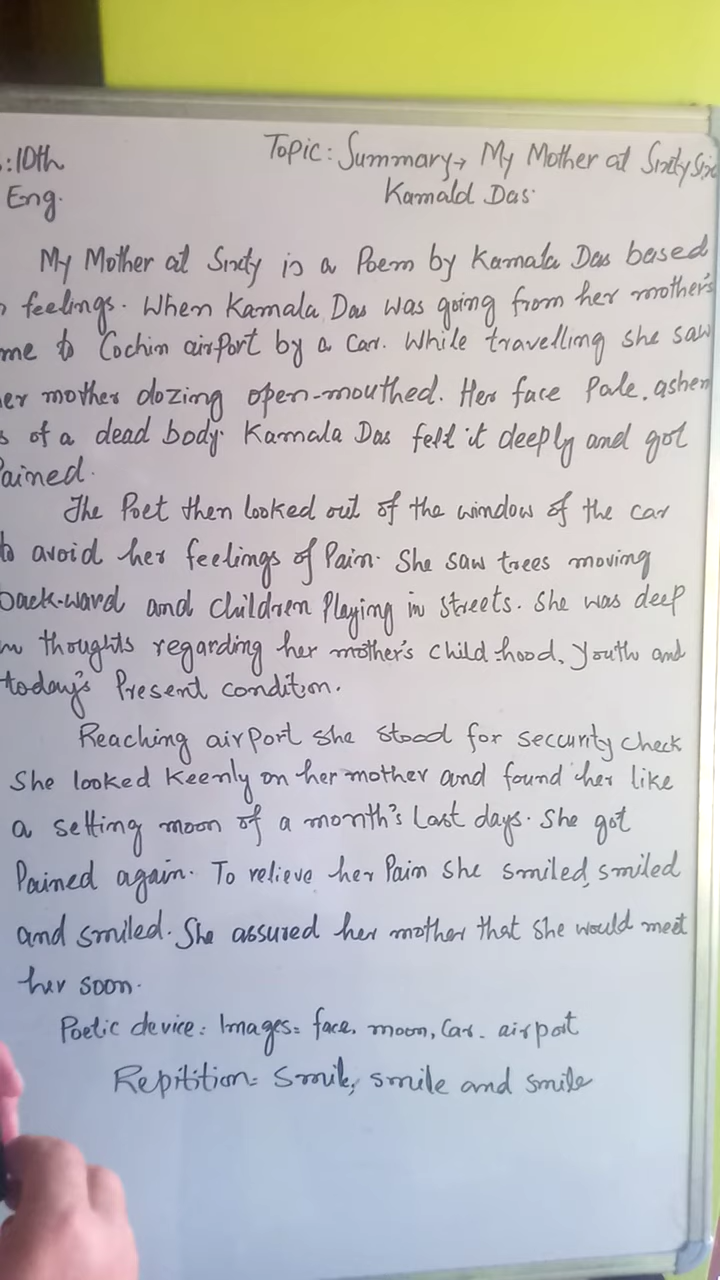 : 10th
Topic: Summary → My Mother at Sixty Six
Eng.
Kamald Das.
My Mother at Sixty is a Poem by Kamala Das based
feelings. When Kamala Das was going from her mother's
me to Cochin airport by a Car. While travelling she saw
er mother dozing open-mouthed. Her face Pale, ashen
s of a dead body. Kamala Das felt it deeply and got
Pained.
The Poet then looked out of the window of the car
to avoid her feelings of Pain. She saw trees moving
back-ward and children Playing in streets. She was deep
in thoughts regarding her mother's child-hood, youth and
today's Present condition.
Reaching airport she stood for seccurity check
She looked keenly on her mother and found her like
a setting moon of a month's last days. She got
Pained again. To relieve her Pain she smiled, smiled
and smiled. She assured her mother that she would meet
her soon.
Poetic device: Images = face, moon, Car. airport
Repitition = Smile, smile and smile